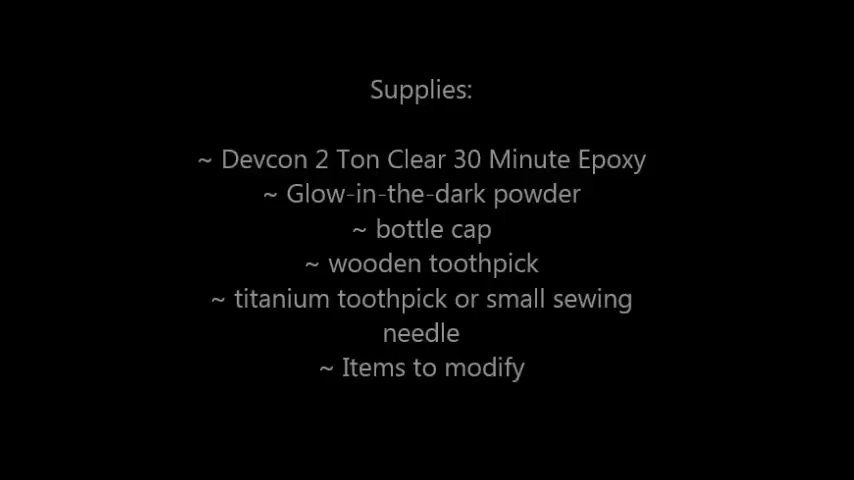 Supplies:
~ Devcon 2 Ton Clear 30 Minute Epoxy
~ Glow-in-the-dark powder
~ bottle cap
~ wooden toothpick
~ titanium toothpick or small sewing
needle
~ Items to modify